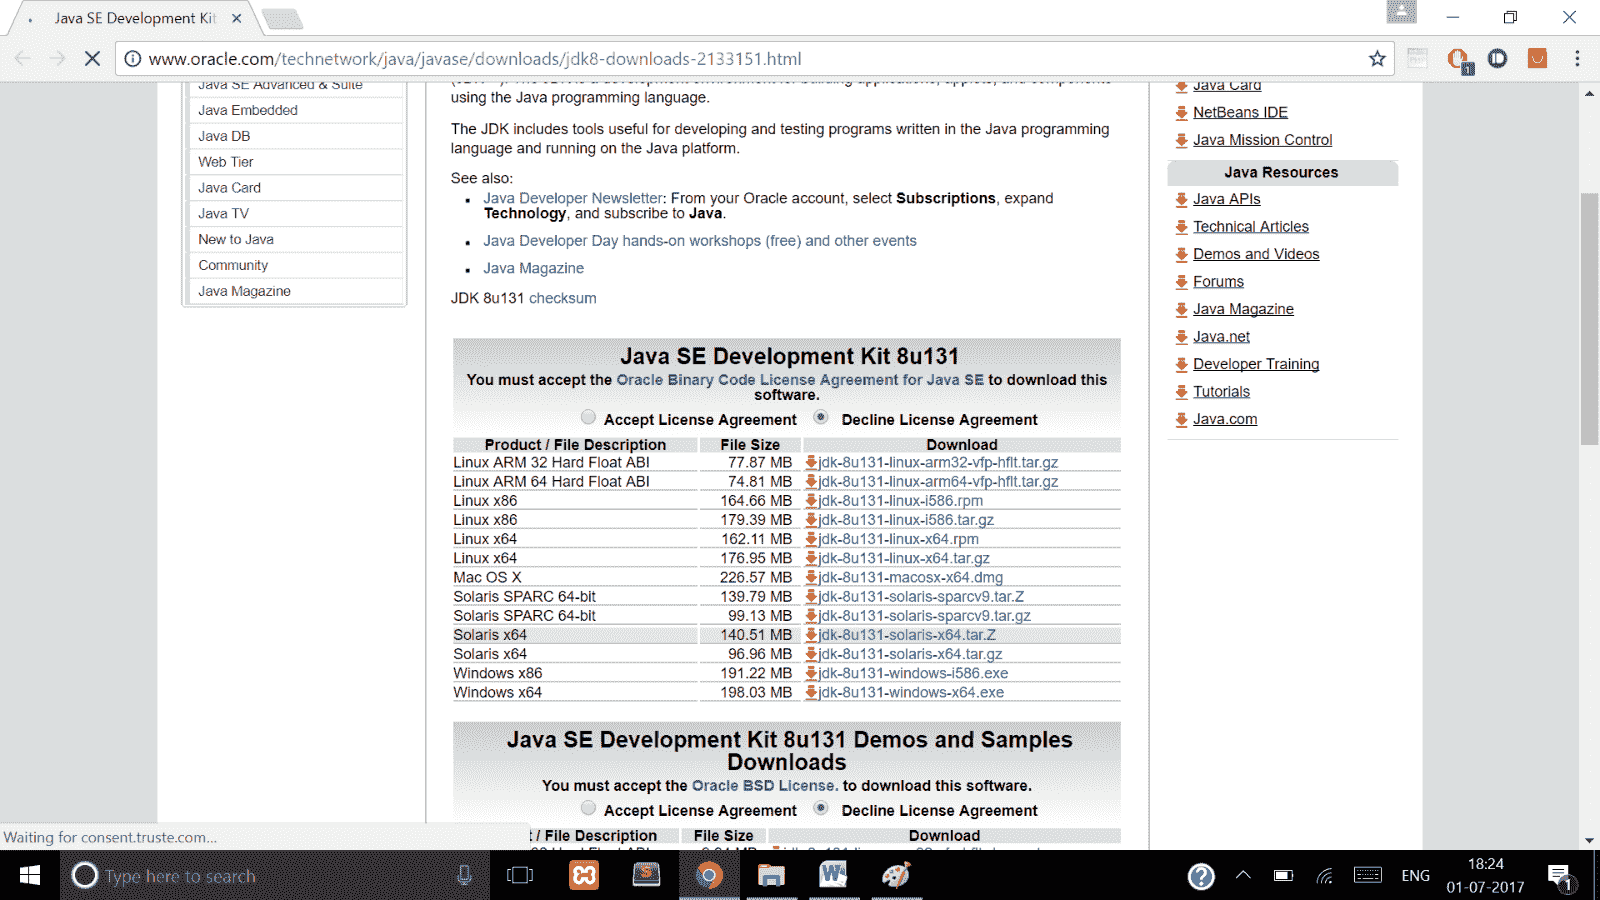 Java SE Development Kit
www.oracle.com/technetwork/java/javase/downloads/jdk8-downloads-2133151.html
1
Java SE Advanced & Suite
Java Embedded
Java DB
Web Tier
Java Card
Java TV
New to Java
Community
Java Magazine
using the Java programming language.
The JDK includes tools useful for developing and testing programs written in the Java programming
language and running on the Java platform.
See also:
Java Developer Newsletter: From your Oracle account, select Subscriptions, expand
Technology, and subscribe to Java.
Java Developer Day hands-on workshops (free) and other events
Java Magazine
JDK 8u131 checksum
Java SE Development Kit 8u131
You must accept the Oracle Binary Code License Agreement for Java SE to download this
software.
Accept License Agreement Decline License Agreement
Product / File Description File Size Download
Linux ARM 32 Hard Float ABI 77.87 MB jdk-8u131-linux-arm32-vfp-hflt.tar.gz
Linux ARM 64 Hard Float ABI 74.81 MB jdk-8u131-linux-arm64-vfp-hflt.tar.gz
Linux x86 164.66 MB jdk-8u131-linux-i586.rpm
Linux x86 179.39 MB jdk-8u131-linux-i586.tar.gz
Linux x64 162.11 MB jdk-8u131-linux-x64.rpm
Linux x64 176.95 MB jdk-8u131-linux-x64.tar.gz
Mac OS X 226.57 MB jdk-8u131-macosx-x64.dmg
Solaris SPARC 64-bit 139.79 MB jdk-8u131-solaris-sparcv9.tar.Z
Solaris SPARC 64-bit 99.13 MB jdk-8u131-solaris-sparcv9.tar.gz
Solaris x64 140.51 MB jdk-8u131-solaris-x64.tar.Z
Solaris x64 96.96 MB jdk-8u131-solaris-x64.tar.gz
Windows x86 191.22 MB jdk-8u131-windows-i586.exe
Windows x64 198.03 MB jdk-8u131-windows-x64.exe
Java SE Development Kit 8u131 Demos and Samples
Downloads
You must accept the Oracle BSD License. to download this software.
Accept License Agreement Decline License Agreement
/ File Description File Size Download
Java Card
NetBeans IDE
Java Mission Control
Java Resources
Java APIs
Technical Articles
Demos and Videos
Forums
Java Magazine
Java.net
Developer Training
Tutorials
Java.com
Waiting for consent.truste.com...
Type here to search
ENG
18:24
01-07-2017
1